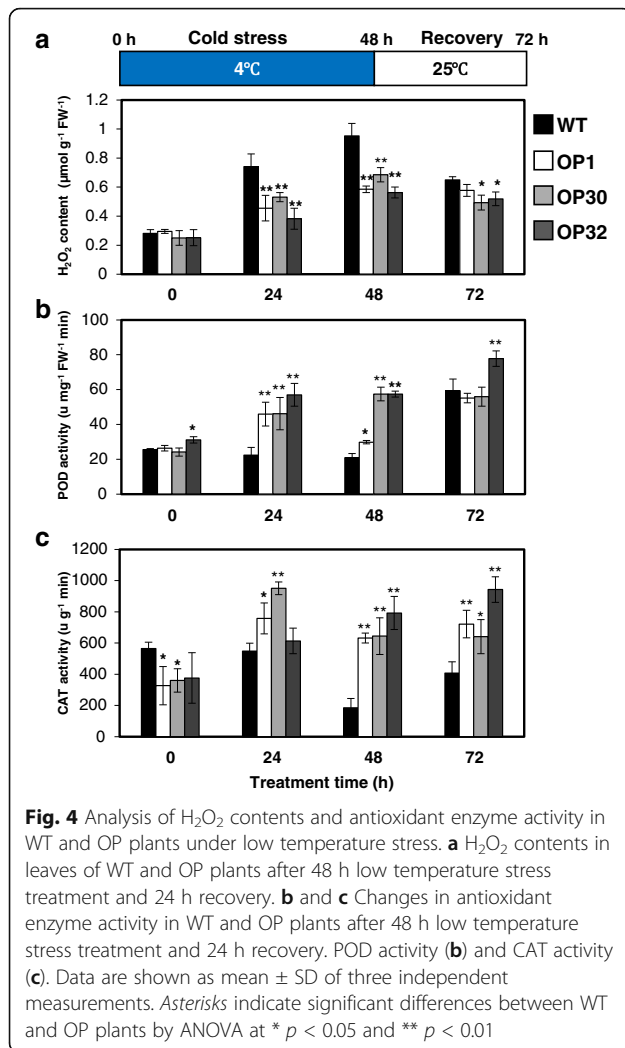 a
0 h Cold stress 48 h Recovery 72 h
4℃ 25℃
H₂O₂ content (µmol g⁻¹ FW⁻¹)
1.2
1
0.8
0.6
0.4
0.2
0
** ** **
** ** **
* *
0 24 48 72
WT
OP1
OP30
OP32
b
POD activity (u mg⁻¹ FW⁻¹ min)
100
80
60
40
20
0
*
** ** **
* ** **
**
0 24 48 72
c
CAT activity (u g⁻¹ min)
1200
1000
800
600
400
200
0
* *
* **
** ** **
** * **
0 24 48 72
Treatment time (h)
Fig. 4 Analysis of H₂O₂ contents and antioxidant enzyme activity in
WT and OP plants under low temperature stress. a H₂O₂ contents in
leaves of WT and OP plants after 48 h low temperature stress
treatment and 24 h recovery. b and c Changes in antioxidant
enzyme activity in WT and OP plants after 48 h low temperature
stress treatment and 24 h recovery. POD activity (b) and CAT activity
(c). Data are shown as mean ± SD of three independent
measurements. Asterisks indicate significant differences between WT
and OP plants by ANOVA at * p < 0.05 and ** p < 0.01